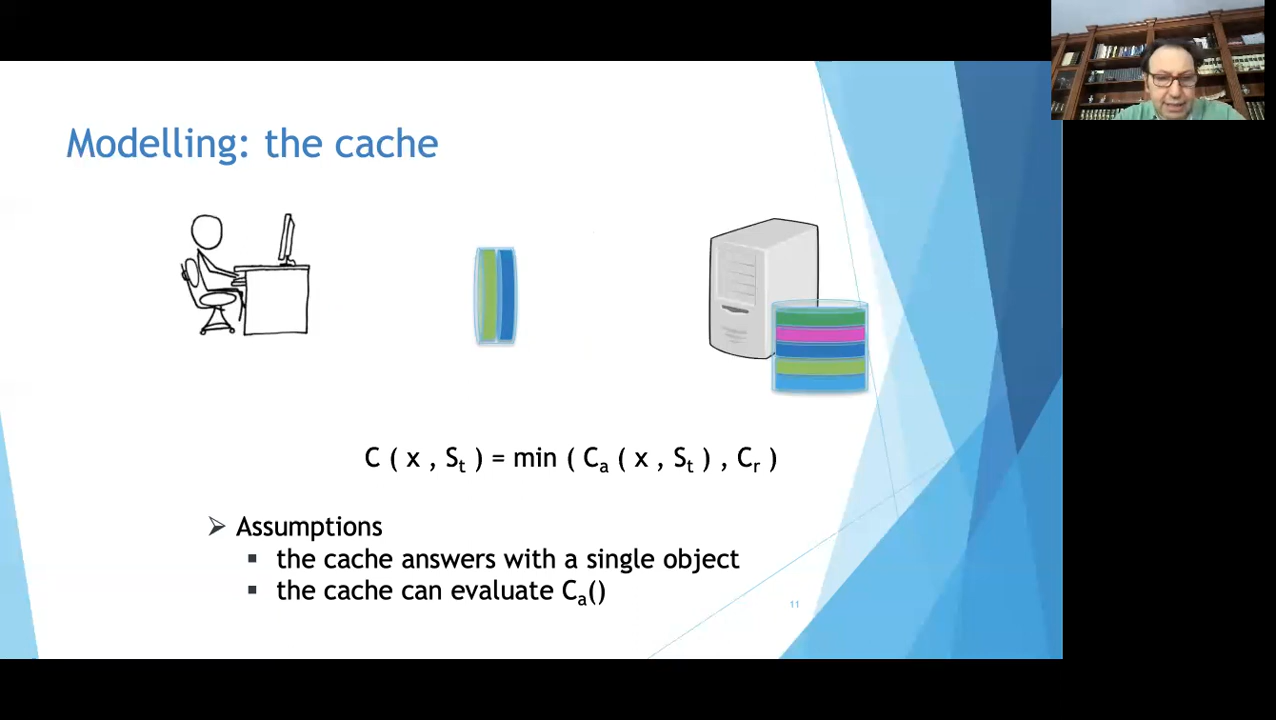 Modelling: the cache
C ( x , Sₜ ) = min ( Cₐ ( x , Sₜ ) , Cᵣ )
➢ Assumptions
▪ the cache answers with a single object
▪ the cache can evaluate Cₐ()
11